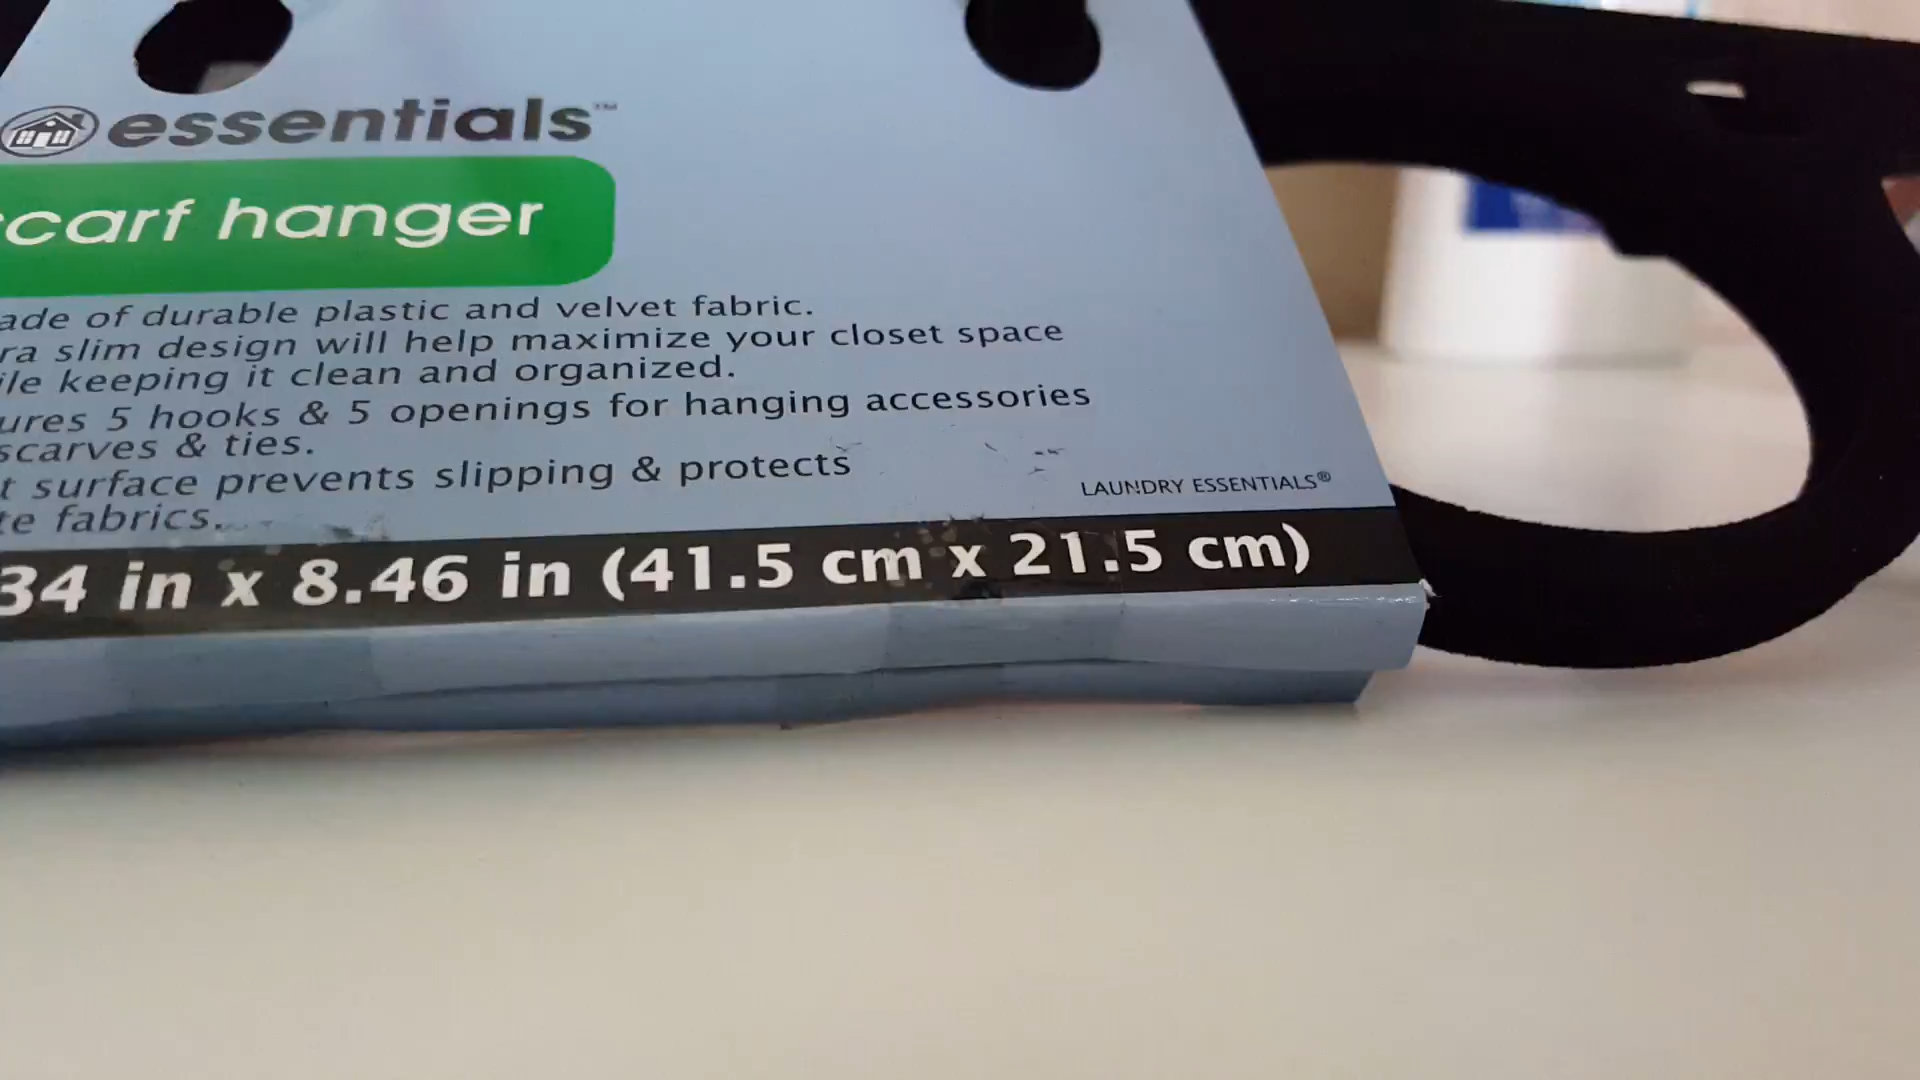 essentials™
carf hanger
ade of durable plastic and velvet fabric.
ra slim design will help maximize your closet space
ile keeping it clean and organized.
ures 5 hooks & 5 openings for hanging accessories
scarves & ties.
t surface prevents slipping & protects
te fabrics.
LAUNDRY ESSENTIALS®
34 in x 8.46 in (41.5 cm x 21.5 cm)